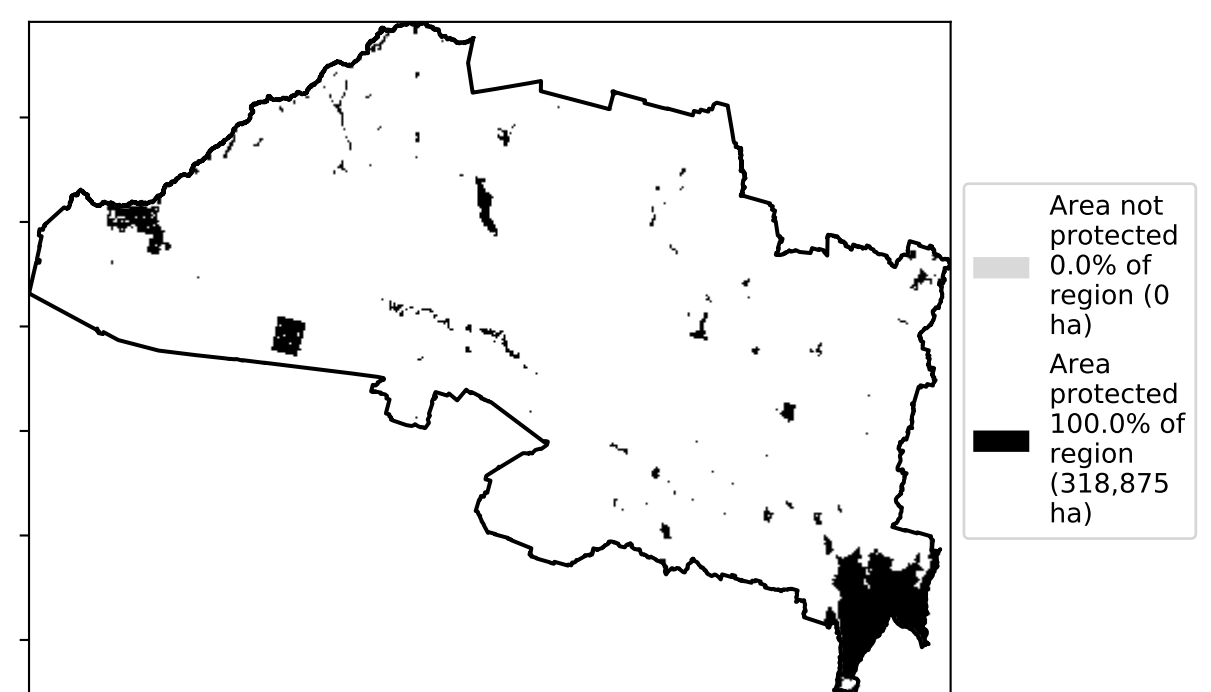 Area not
protected
0.0% of
region (0
ha)
Area
protected
100.0% of
region
(318,875
ha)